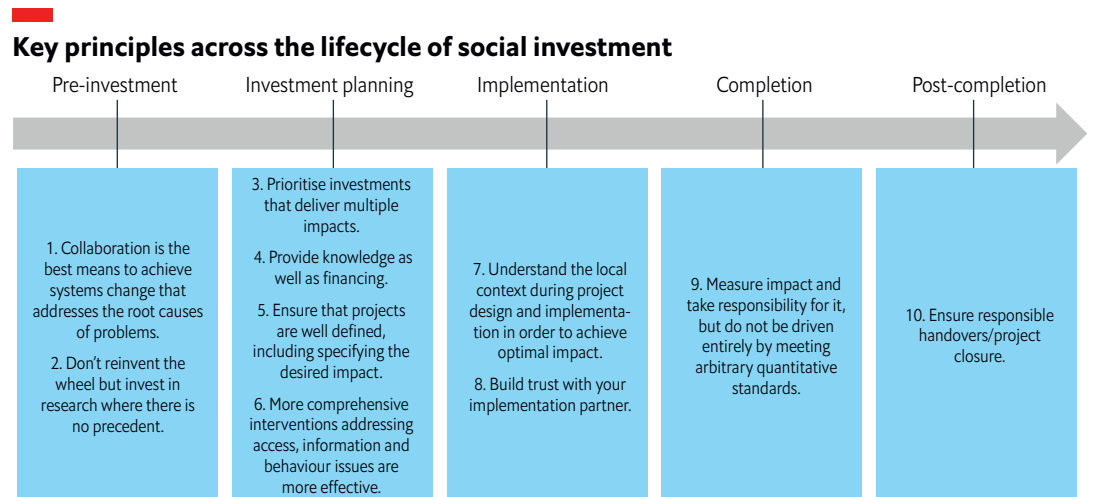 Key principles across the lifecycle of social investment
Pre-investment
Investment planning
Implementation
Completion
Post-completion
1. Collaboration is the
best means to achieve
systems change that
addresses the root causes
of problems.
2. Don’t reinvent the
wheel but invest in
research where there is
no precedent.
3. Prioritise investments
that deliver multiple
impacts.
4. Provide knowledge as
well as financing.
5. Ensure that projects
are well defined,
including specifying the
desired impact.
6. More comprehensive
interventions addressing
access, information and
behaviour issues are
more effective.
7. Understand the local
context during project
design and implementa-
tion in order to achieve
optimal impact.
8. Build trust with your
implementation partner.
9. Measure impact and
take responsibility for it,
but do not be driven
entirely by meeting
arbitrary quantitative
standards.
10. Ensure responsible
handovers/project
closure.